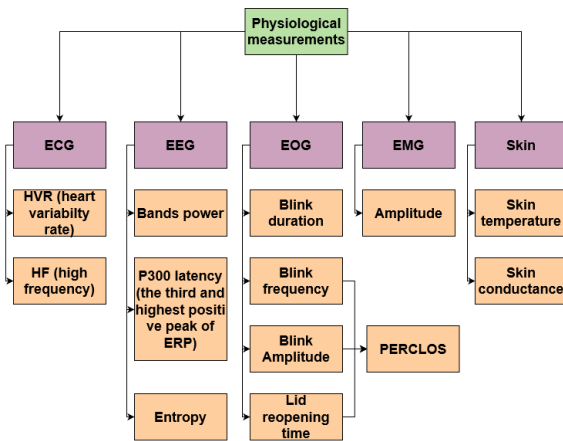 Physiological
measurements
ECG
EEG
EOG
EMG
Skin
HVR (heart
variabilty
rate)
Bands power
Blink
duration
Amplitude
Skin
temperature
HF (high
frequency)
P300 latency
(the third and
highest positi
ve peak of
ERP)
Blink
frequency
Skin
conductance
Blink
Amplitude
PERCLOS
Entropy
Lid
reopening
time